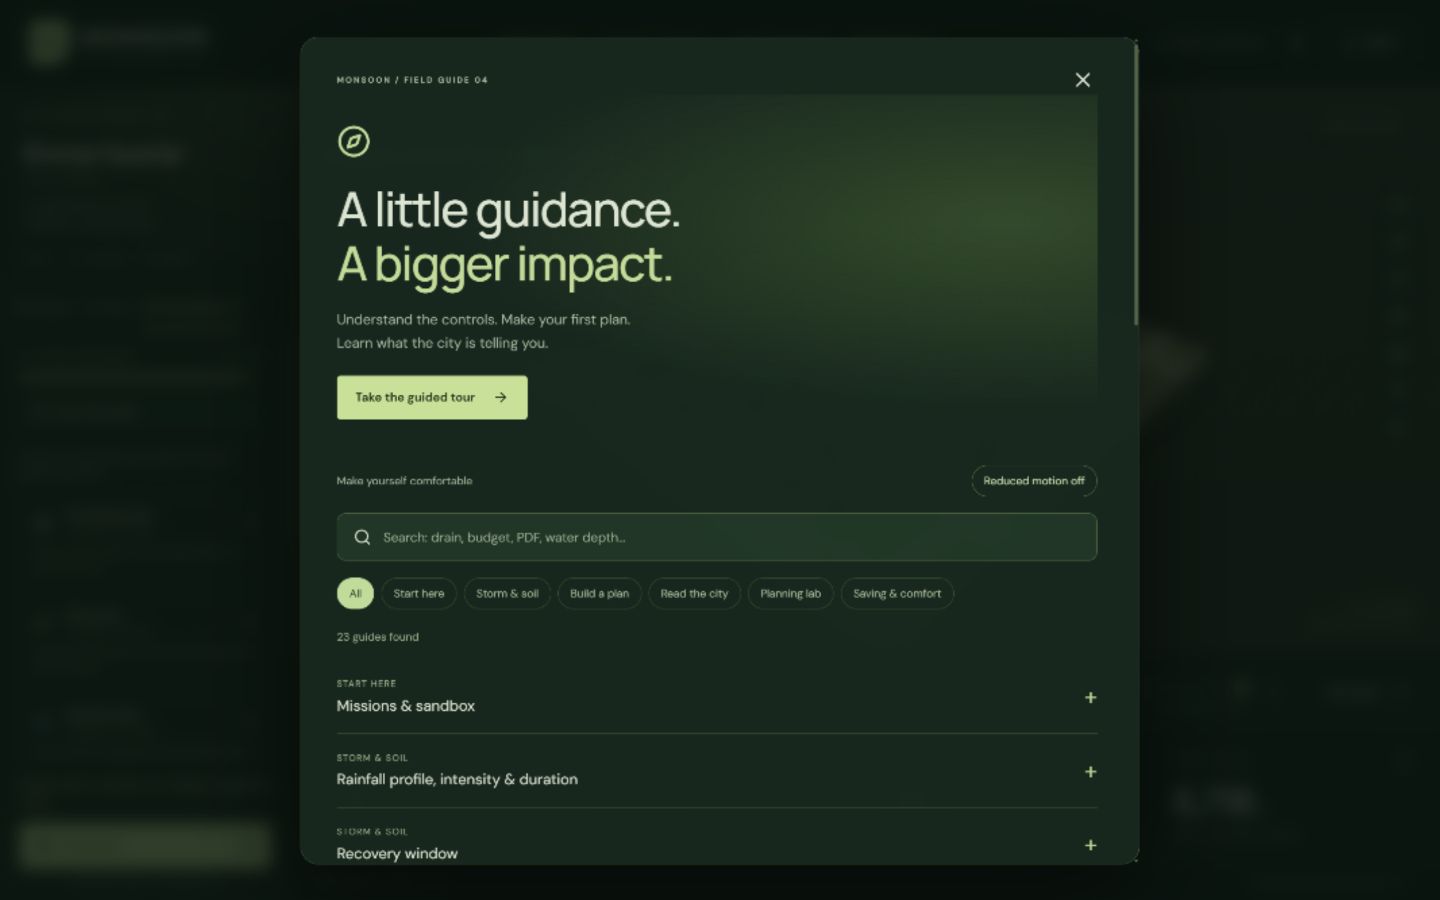 MONSOON / FIELD GUIDE 04
A little guidance.
A bigger impact.
Understand the controls. Make your first plan.
Learn what the city is telling you.
Take the guided tour
Make yourself comfortable
Reduced motion off
Search: drain, budget, PDF, water depth...
All
Start here
Storm & soil
Build a plan
Read the city
Planning lab
Saving & comfort
23 guides found
START HERE
Missions & sandbox
STORM & SOIL
Rainfall profile, intensity & duration
STORM & SOIL
Recovery window